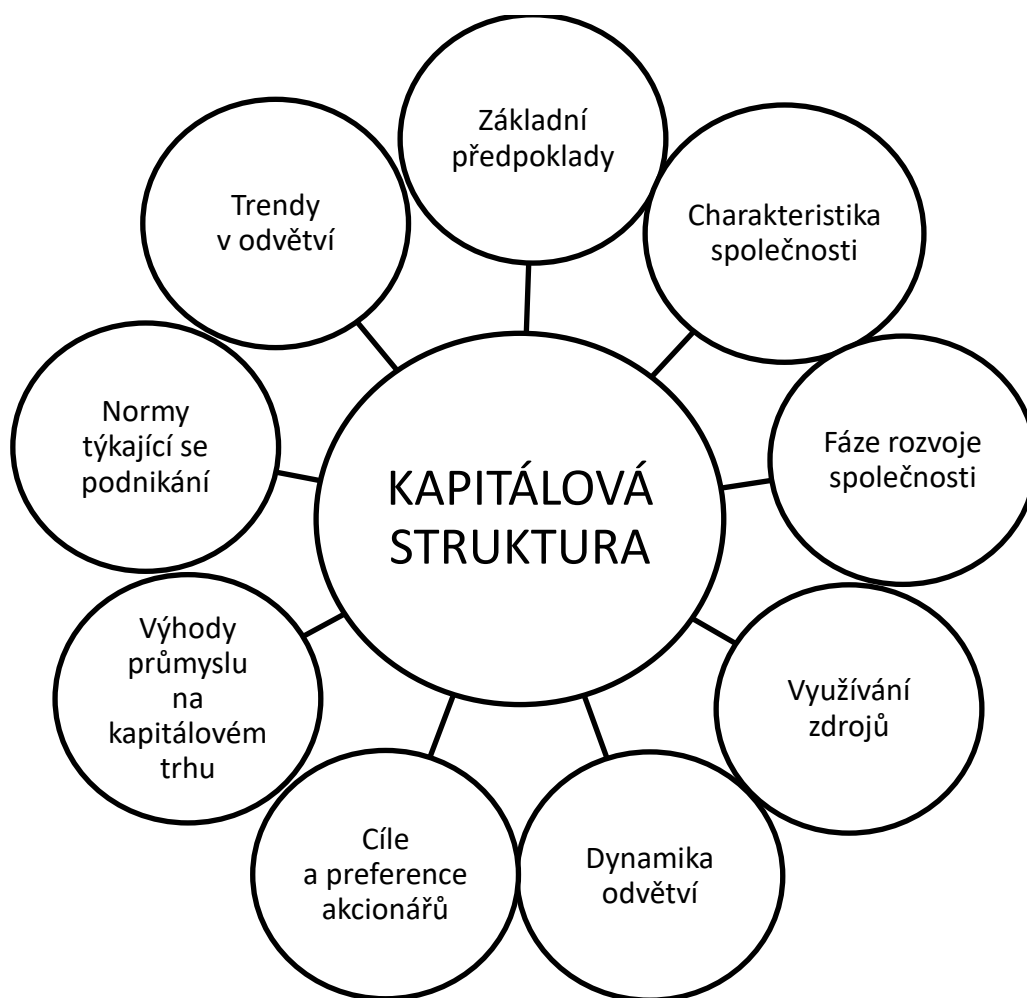 Základní
předpoklady
Charakteristika
společnosti
Fáze rozvoje
společnosti
Využívání
zdrojů
Dynamika
odvětví
Cíle
a preference
akcionářů
Výhody
průmyslu
na
kapitálovém
trhu
Normy
týkající se
podnikání
Trendy
v odvětví
KAPITÁLOVÁ
STRUKTURA